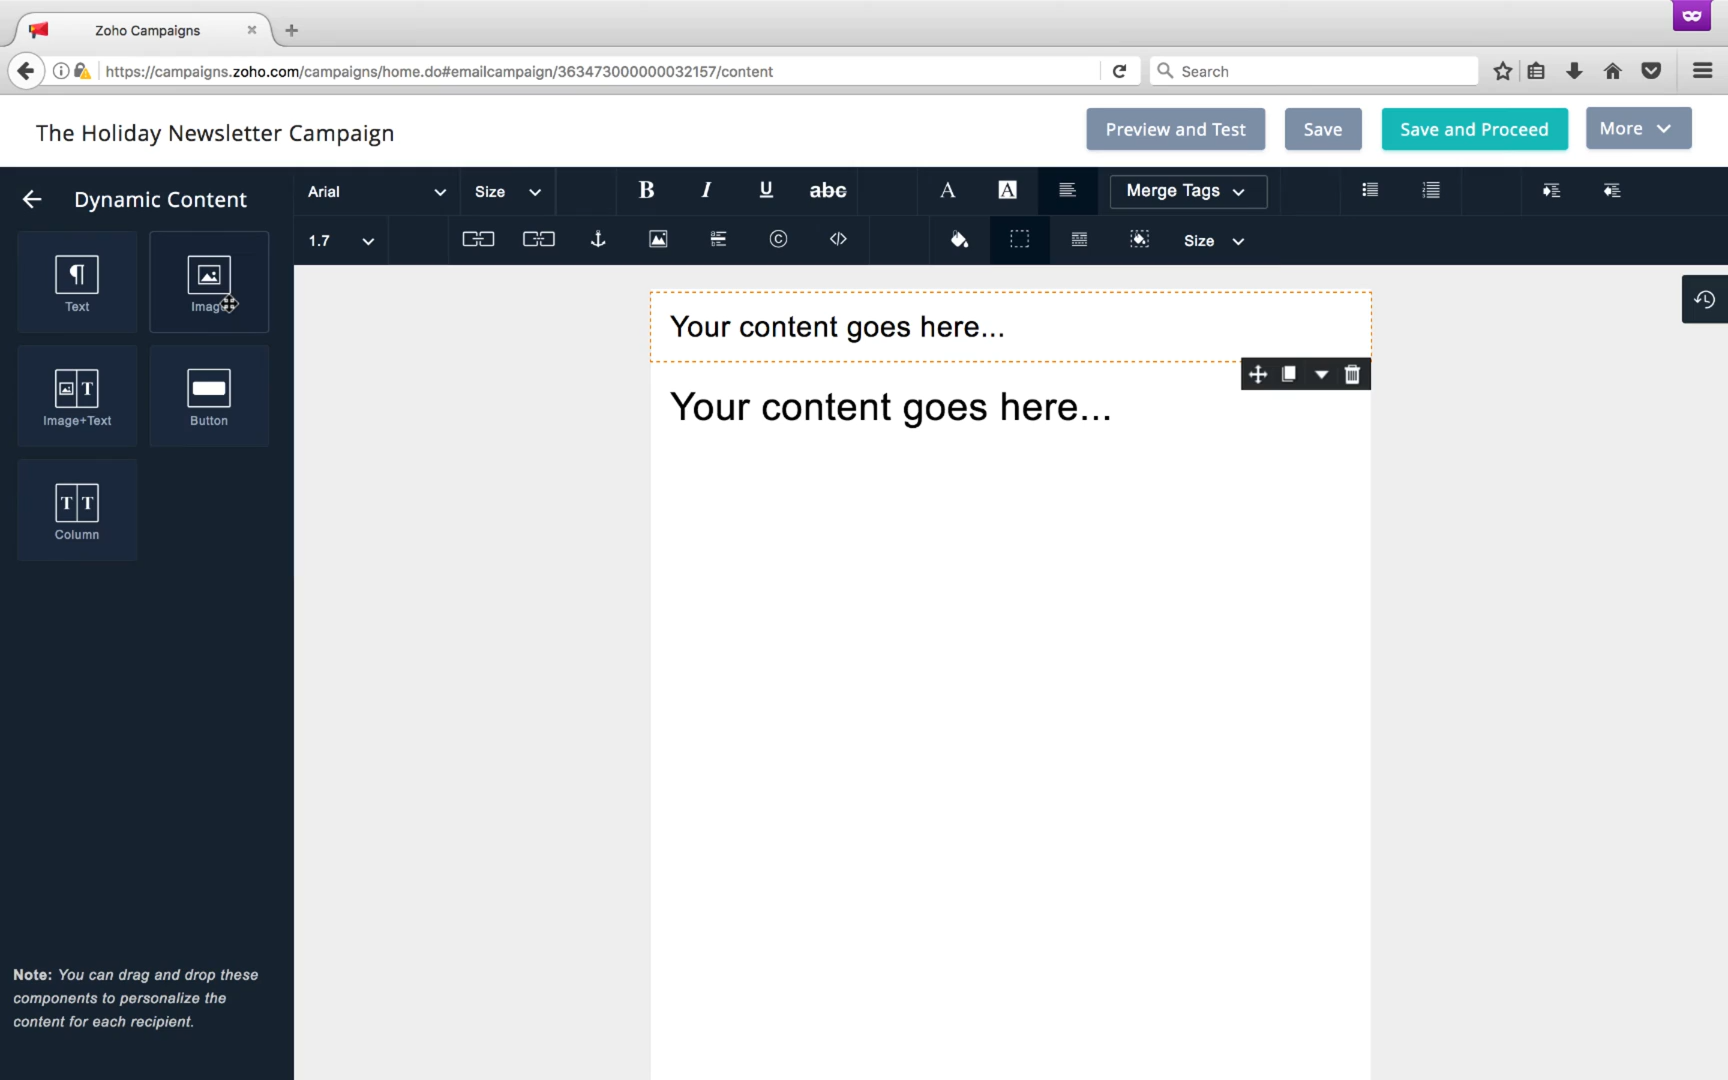 Zoho Campaigns
https://campaigns.zoho.com/campaigns/home.do#emailcampaign/363473000000032157/content
Search
The Holiday Newsletter Campaign
Preview and Test
Save
Save and Proceed
More
Dynamic Content
Arial
Size
B
I
U
abc
A
A
Merge Tags
1.7
Size
Text
Image
Image+Text
Button
Column
Your content goes here...
Your content goes here...
Note: You can drag and drop these
components to personalize the
content for each recipient.